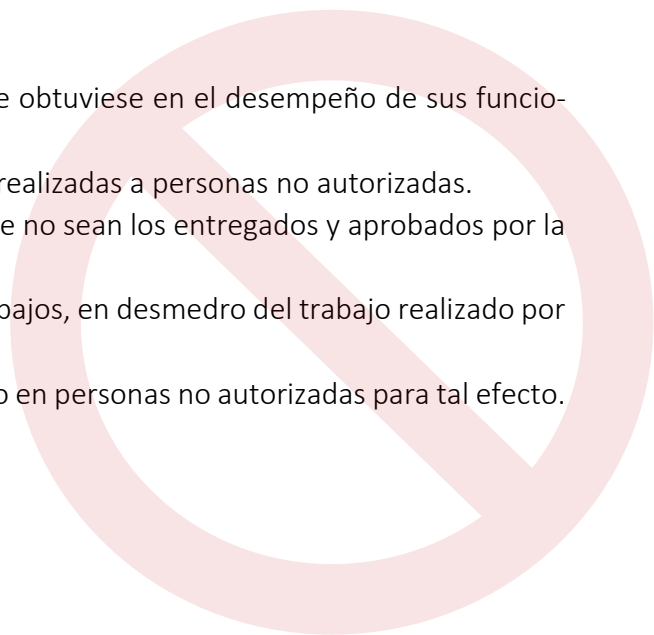 obtuviese en el desempeño de sus funcio-
realizadas a personas no autorizadas.
no sean los entregados y aprobados por la
en desmedro del trabajo realizado por
en personas no autorizadas para tal efecto.